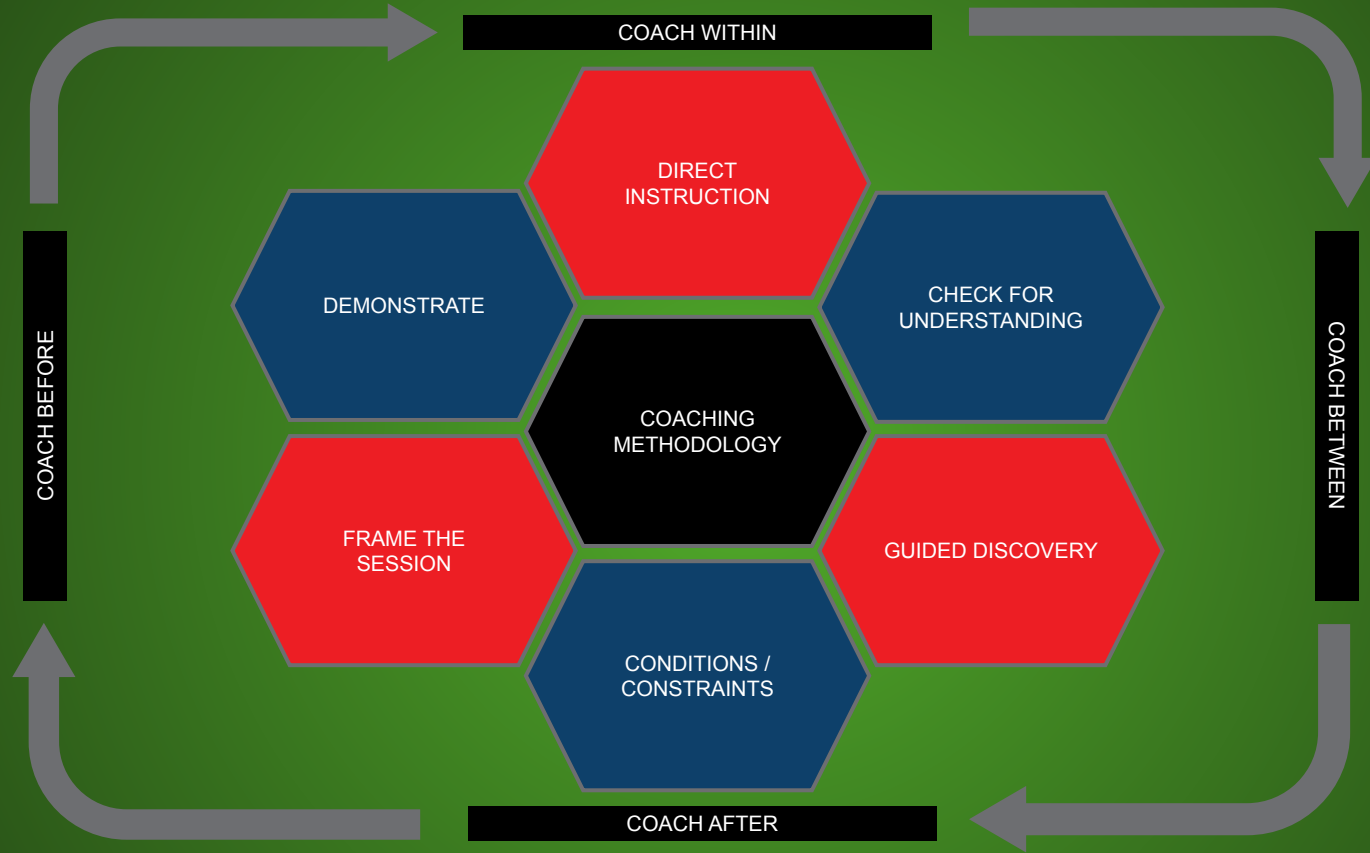 COACH WITHIN
DIRECT
INSTRUCTION
DEMONSTRATE
CHECK FOR
UNDERSTANDING
COACH BEFORE
COACHING
METHODOLOGY
COACH BETWEEN
FRAME THE
SESSION
GUIDED DISCOVERY
CONDITIONS /
CONSTRAINTS
COACH AFTER